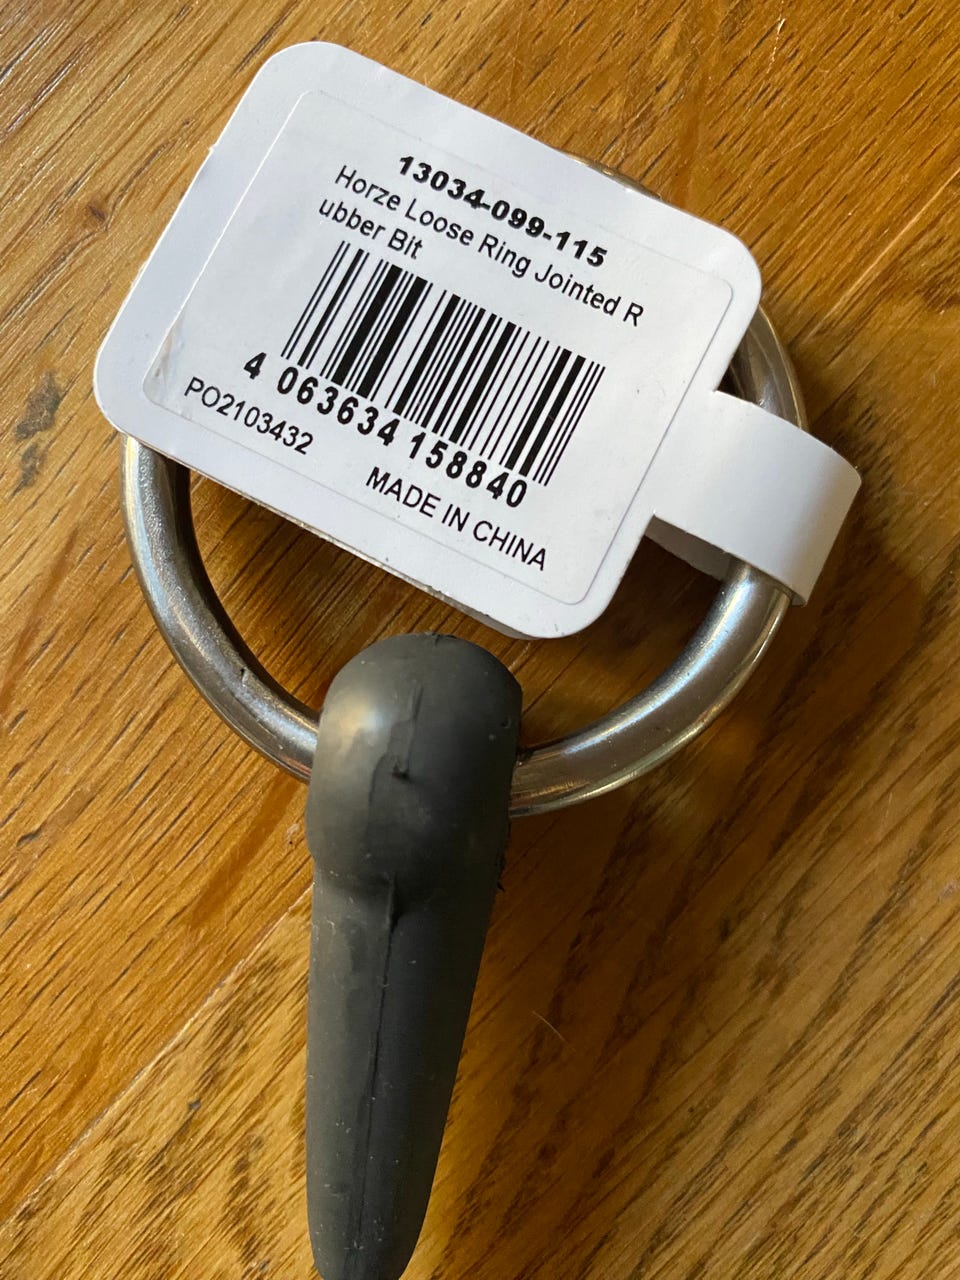 13034-099-115
Horze Loose Ring Jointed R
ubber Bit
4 063634 158840
PO2103432
MADE IN CHINA